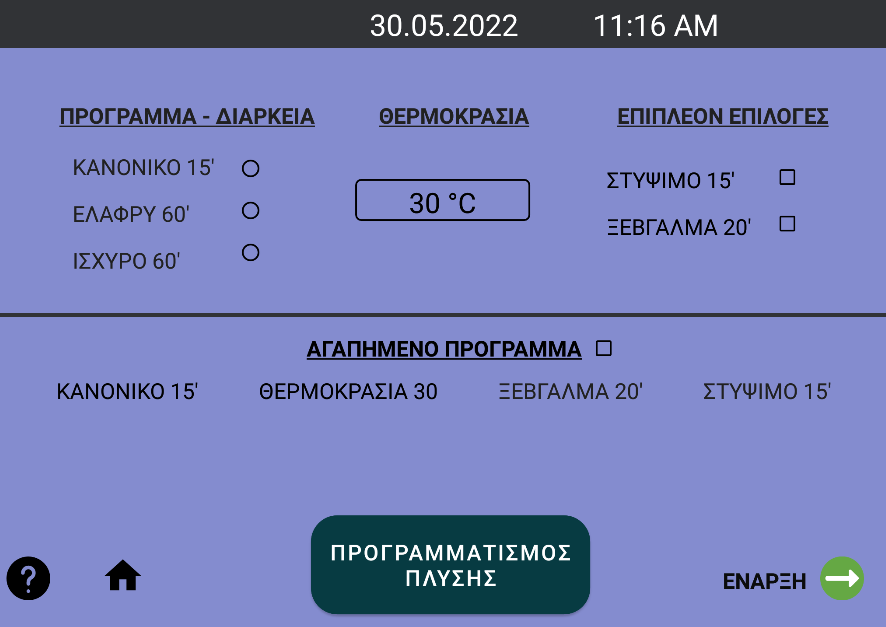 30.05.2022 11:16 AM
ΠΡΟΓΡΑΜΜΑ - ΔΙΑΡΚΕΙΑ
ΚΑΝΟΝΙΚΟ 15'
ΕΛΑΦΡΥ 60'
ΙΣΧΥΡΟ 60'
ΘΕΡΜΟΚΡΑΣΙΑ
30 °C
ΕΠΙΠΛΕΟΝ ΕΠΙΛΟΓΕΣ
ΣΤΥΨΙΜΟ 15'
ΞΕΒΓΑΛΜΑ 20'
ΑΓΑΠΗΜΕΝΟ ΠΡΟΓΡΑΜΜΑ
ΚΑΝΟΝΙΚΟ 15' ΘΕΡΜΟΚΡΑΣΙΑ 30 ΞΕΒΓΑΛΜΑ 20' ΣΤΥΨΙΜΟ 15'
?
ΠΡΟΓΡΑΜΜΑΤΙΣΜΟΣ
ΠΛΥΣΗΣ
ΕΝΑΡΞΗ